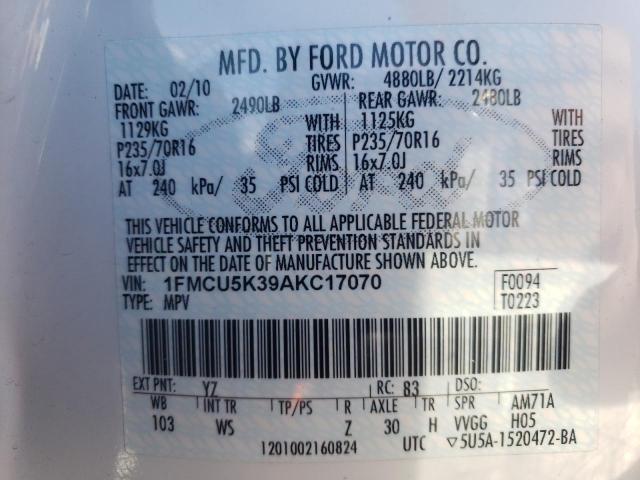 MFD. BY FORD MOTOR CO.
DATE: 02/10 GVWR: 4880LB/ 2214KG
FRONT GAWR: 2490LB REAR GAWR: 2480LB
1129KG WITH 1125KG WITH
P235/70R16 TIRES P235/70R16 TIRES
16x7.0J RIMS 16x7.0J RIMS
AT 240 kPa/ 35 PSI COLD AT 240 kPa/ 35 PSI COLD
THIS VEHICLE CONFORMS TO ALL APPLICABLE FEDERAL MOTOR
VEHICLE SAFETY AND THEFT PREVENTION STANDARDS IN
EFFECT ON THE DATE OF MANUFACTURE SHOWN ABOVE.
VIN: 1FMCU5K39AKC17070 F0094
TYPE: MPV T0223
EXT PNT: YZ RC: 83 DSO:
WB INT TR TP/PS R AXLE TR SPR AM71A
103 WS Z 30 H VVGG H05
1201002160824 UTC ▽5U5A-1520472-BA